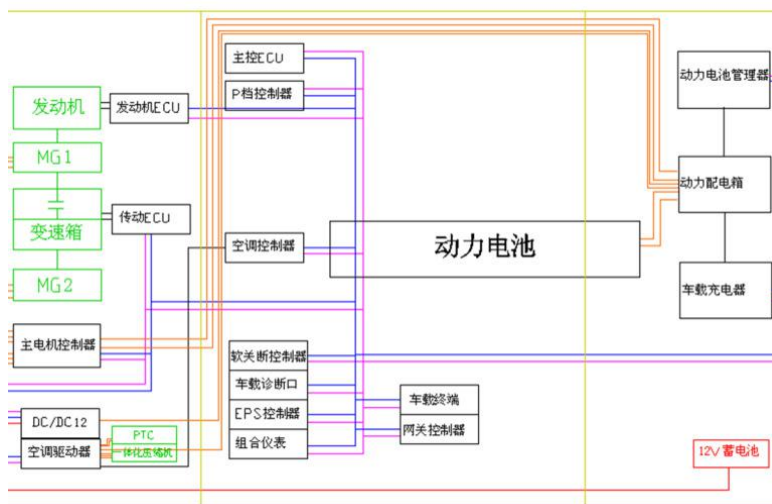 主控ECU
动力电池管理器
发动机
发动机ECU
P档控制器
MG1
动力配电箱
变速箱
传动ECU
空调控制器
动力电池
MG2
车载充电器
主电机控制器
软关断控制器
车载诊断口
车载终端
DC/DC12
EPS控制器
PTC
网关控制器
空调驱动器
一体化压缩机
组合仪表
12V蓄电池